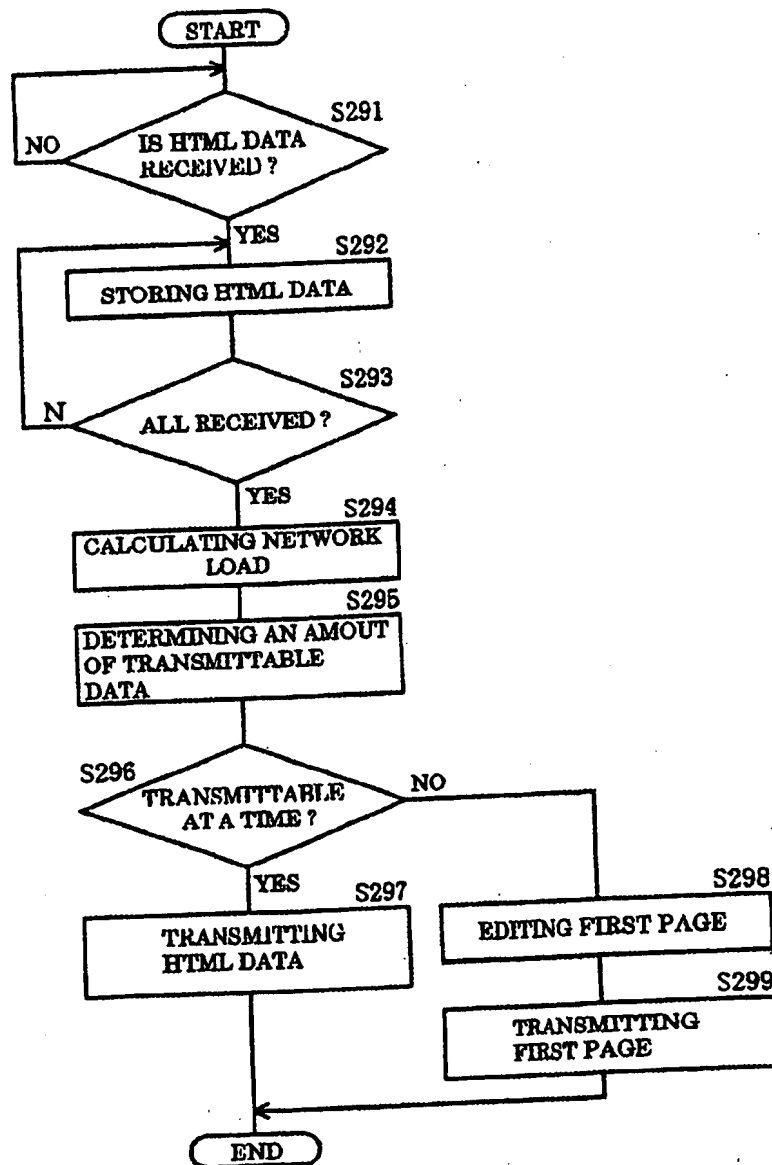 START
S291
NO
IS HTML DATA
RECEIVED ?
YES
S292
STORING HTML DATA
S293
N
ALL RECEIVED ?
YES
S294
CALCULATING NETWORK
LOAD
S295
DETERMINING AN AMOUT
OF TRANSMITTABLE
DATA
S296
NO
TRANSMITTABLE
AT A TIME ?
YES
S297
S298
TRANSMITTING
HTML DATA
EDITING FIRST PAGE
S299
TRANSMITTING
FIRST PAGE
END